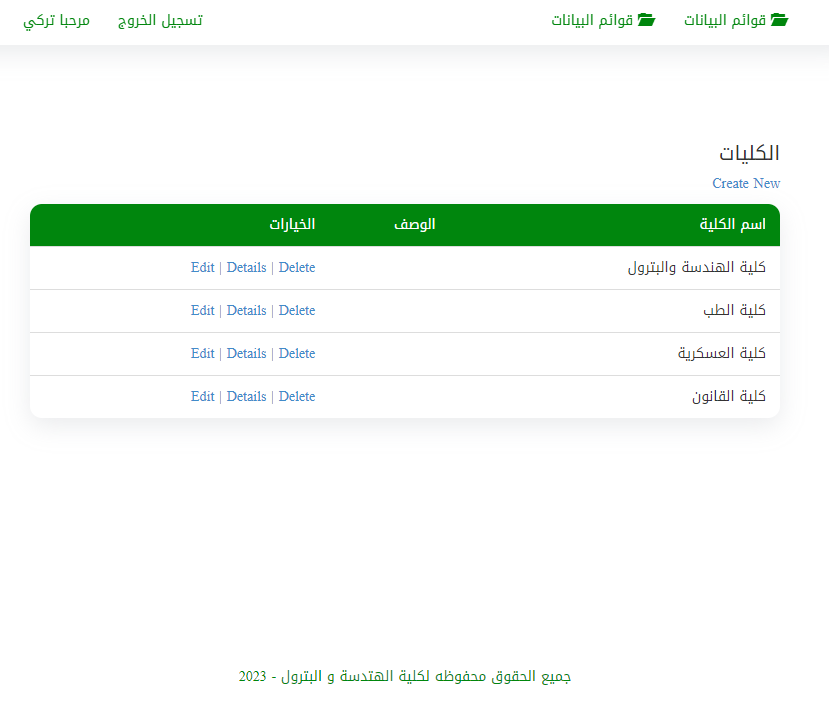 قوائم البيانات قوائم البيانات تسجيل الخروج مرحبا تركي
الكليات
Create New
اسم الكلية الوصف الخيارات
كلية الهندسة والبترول Edit | Details | Delete
كلية الطب Edit | Details | Delete
كلية العسكرية Edit | Details | Delete
كلية القانون Edit | Details | Delete
جميع الحقوق محفوظه لكلية الهتدسة و البترول - 2023